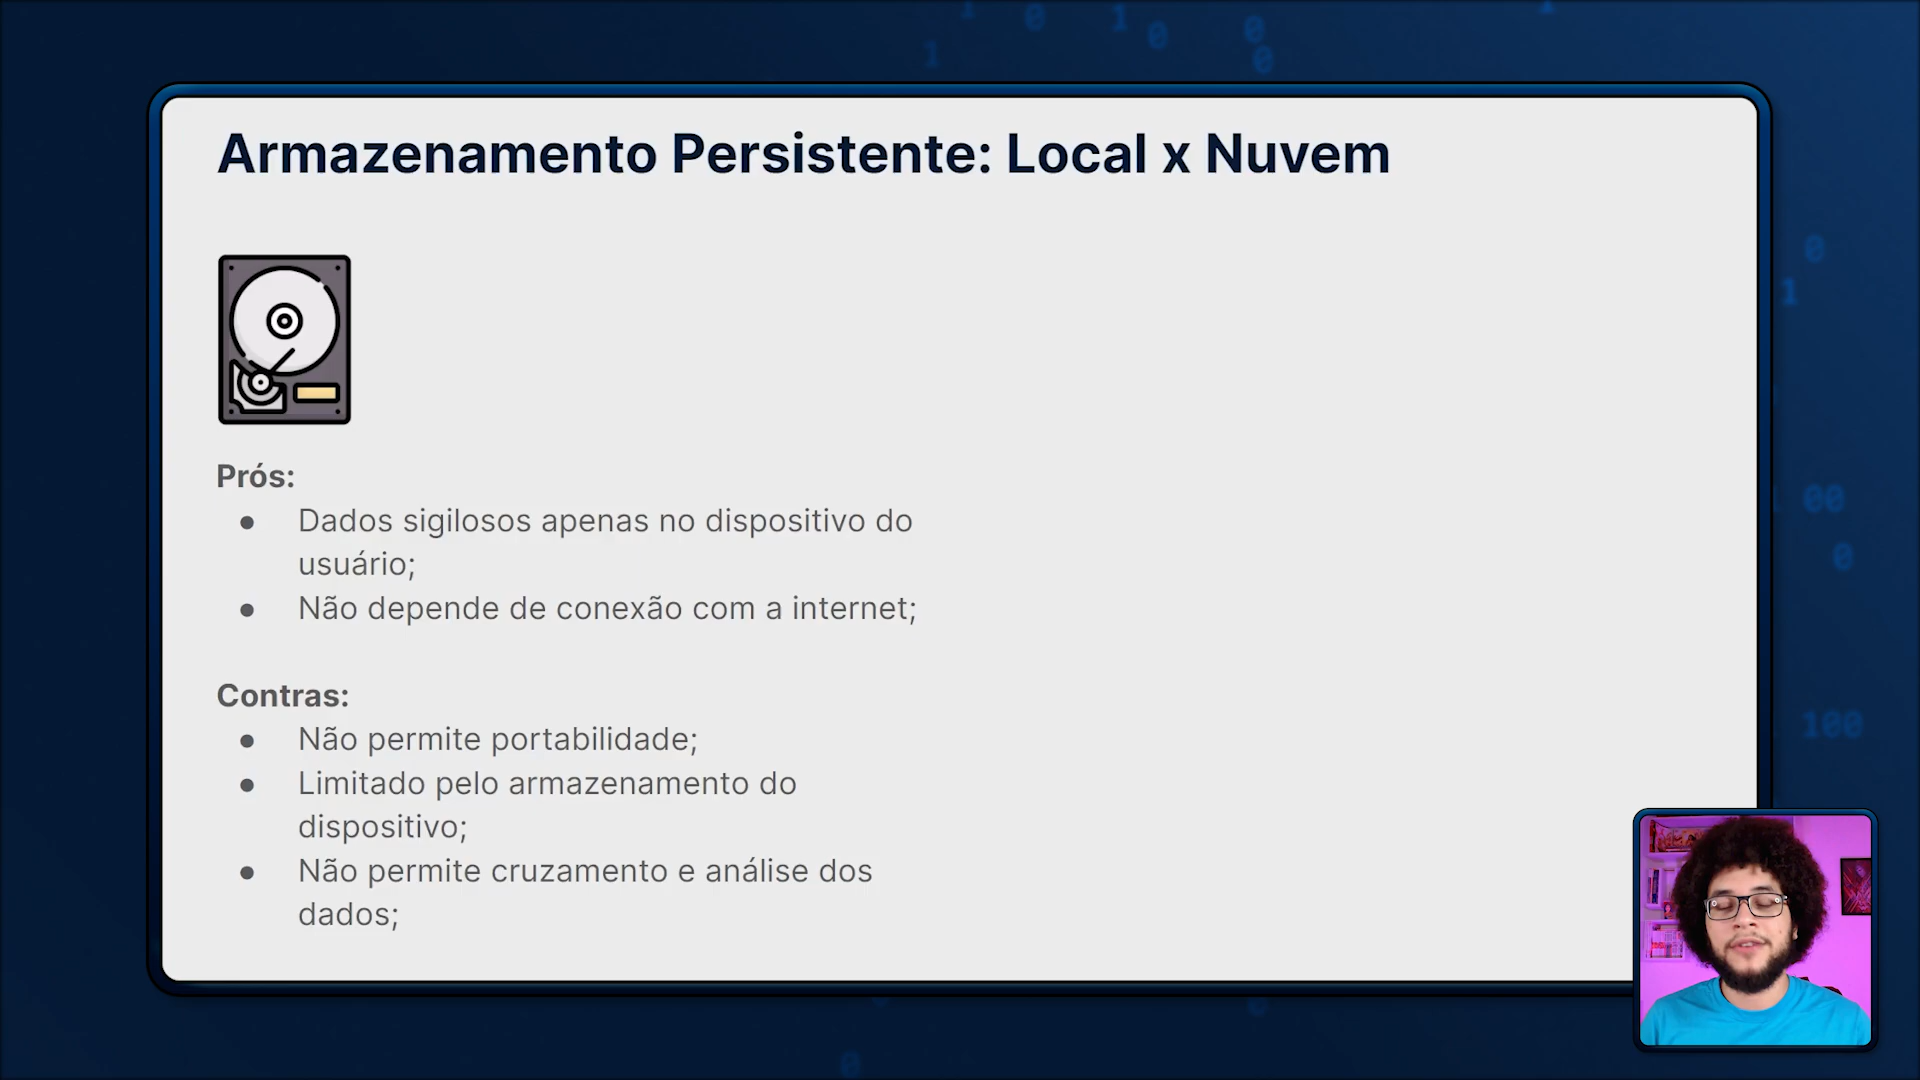 Armazenamento Persistente: Local x Nuvem
Prós:
● Dados sigilosos apenas no dispositivo do
usuário;
● Não depende de conexão com a internet;
Contras:
● Não permite portabilidade;
● Limitado pelo armazenamento do
dispositivo;
● Não permite cruzamento e análise dos
dados;